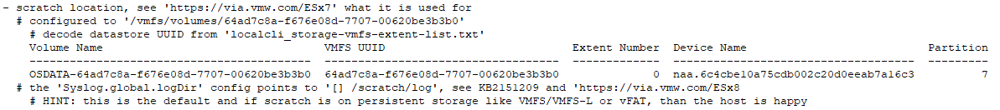 - scratch location, see 'https://via.vmw.com/ESx7' what it is used for
# configured to '/vmfs/volumes/64ad7c8a-f676e08d-7707-00620be3b3b0'
# decode datastore UUID from 'localcli_storage-vmfs-extent-list.txt'
Volume Name VMFS UUID Extent Number Device Name Partition
------------------------------------------ ----------------------------------- ------------- ------------------------------------ ---------
OSDATA-64ad7c8a-f676e08d-7707-00620be3b3b0 64ad7c8a-f676e08d-7707-00620be3b3b0 0 naa.6c4cbe10a75cdb002c20d0eeab7a16c3 7
# the 'Syslog.global.logDir' config points to '[] /scratch/log', see KB2151209 and 'https://via.vmw.com/ESx8
# HINT: this is the default and if scratch is on persistent storage like VMFS/VMFS-L or vFAT, than the host is happy